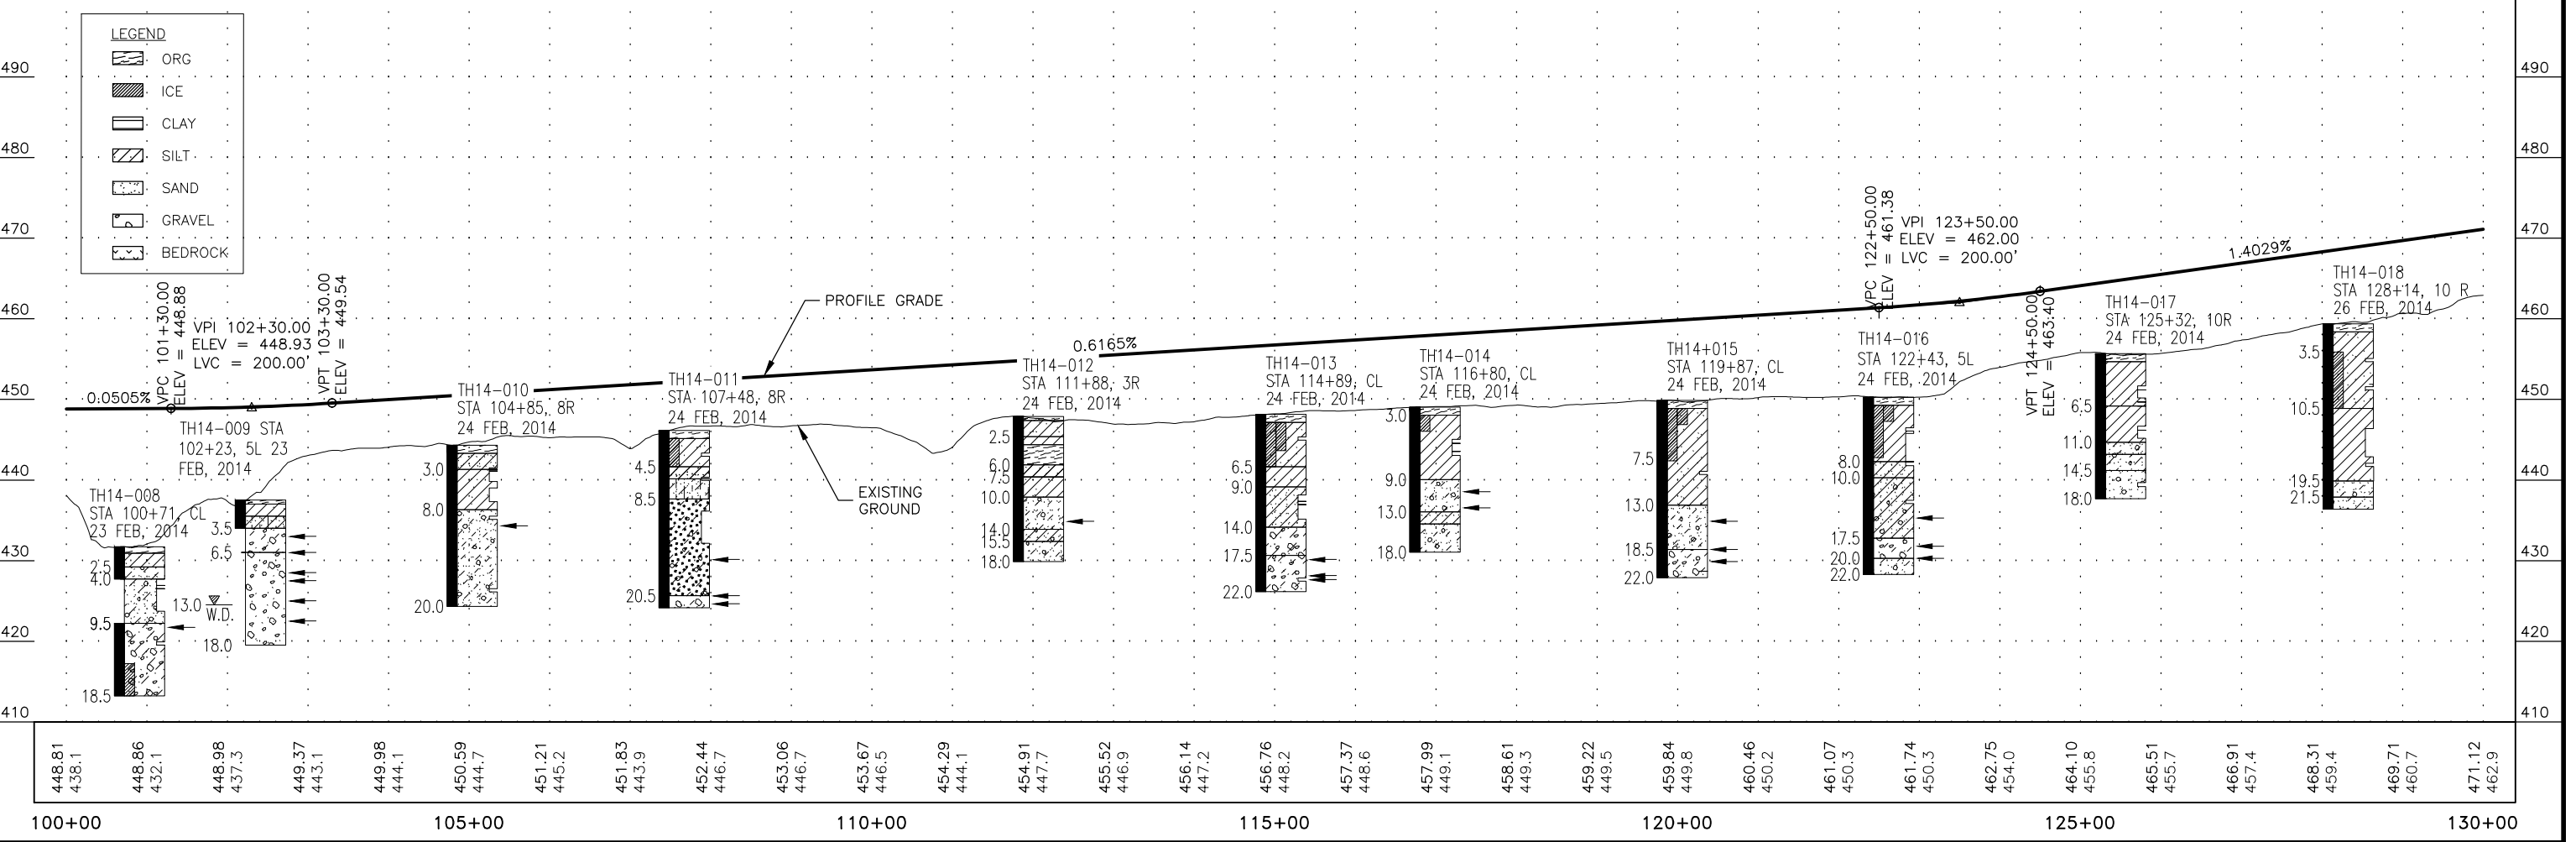 LEGEND
ORG
ICE
CLAY
SILT
SAND
GRAVEL
BEDROCK
490
480
470
460
450
440
430
420
410
490
480
470
460
450
440
430
420
410
0.0505%
VPC 101+30.00
ELEV = 448.88
VPI 102+30.00
ELEV = 448.93
LVC = 200.00'
VPT 103+30.00
ELEV = 449.54
PROFILE GRADE
EXISTING
GROUND
0.6165%
VPC 122+50.00
ELEV = 461.38
VPI 123+50.00
ELEV = 462.00
LVC = 200.00'
VPT 124+50.00
ELEV = 463.40
1.4029%
TH14-008
STA 100+71, CL
23 FEB, 2014
2.5
4.0
9.5
18.5
TH14-009 STA
102+23, 5L 23
FEB, 2014
3.5
6.5
13.0
W.D.
18.0
TH14-010
STA 104+85, 8R
24 FEB, 2014
3.0
8.0
20.0
TH14-011
STA 107+48, 8R
24 FEB, 2014
4.5
8.5
20.5
TH14-012
STA 111+88, 3R
24 FEB, 2014
2.5
6.0
7.5
10.0
14.0
15.5
18.0
TH14-013
STA 114+89, CL
24 FEB, 2014
6.5
9.0
14.0
17.5
22.0
TH14-014
STA 116+80, CL
24 FEB, 2014
3.0
9.0
13.0
18.0
TH14+015
STA 119+87, CL
24 FEB, 2014
7.5
13.0
18.5
22.0
TH14-016
STA 122+43, 5L
24 FEB, 2014
8.0
10.0
17.5
20.0
22.0
TH14-017
STA 125+32, 10R
24 FEB, 2014
6.5
11.0
14.5
18.0
TH14-018
STA 128+14, 10 R
26 FEB, 2014
3.5
10.5
19.5
21.5
448.81
438.1
448.86
432.1
448.98
437.3
449.37
443.1
449.98
444.1
450.59
444.7
451.21
445.2
451.83
443.9
452.44
446.7
453.06
446.7
453.67
446.5
454.29
444.1
454.91
447.7
455.52
446.9
456.14
447.2
456.76
448.2
457.37
448.6
457.99
449.1
458.61
449.3
459.22
449.5
459.84
449.8
460.46
450.2
461.07
450.3
461.74
450.3
462.75
454.0
464.10
455.8
465.51
455.7
466.91
457.4
468.31
459.4
469.71
460.7
471.12
462.9
100+00
105+00
110+00
115+00
120+00
125+00
130+00